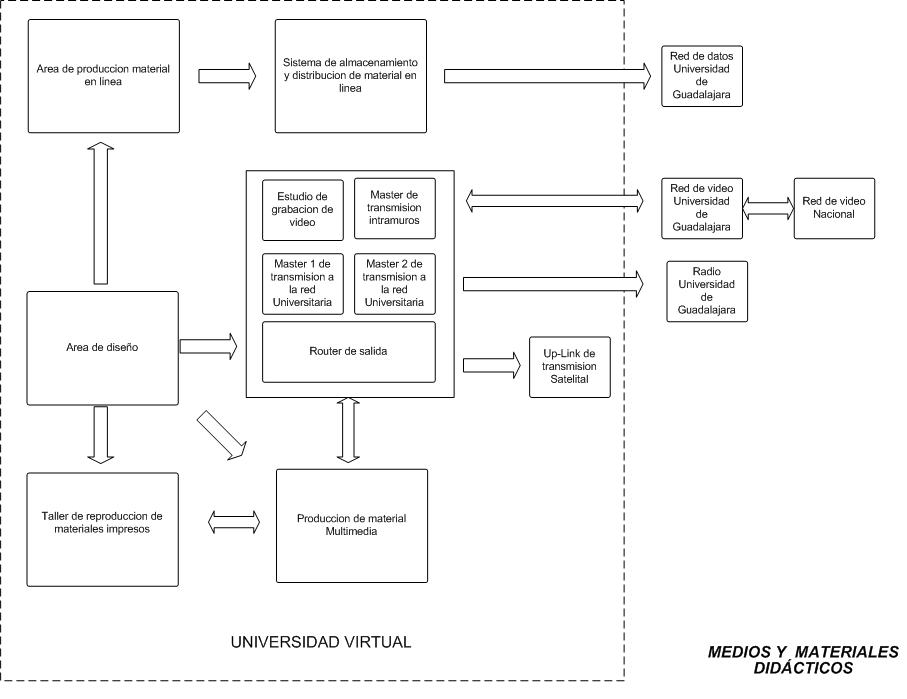 Area de produccion material
en linea
Sistema de almacenamiento
y distribucion de material en
linea
Red de datos
Universidad
de
Guadalajara
Estudio de
grabacion de
video
Master de
transmision
intramuros
Red de video
Universidad
de
Guadalajara
Red de video
Nacional
Master 1 de
transmision a
la red
Universitaria
Master 2 de
transmision a
la red
Universitaria
Radio
Universidad
de
Guadalajara
Area de diseño
Router de salida
Up-Link de
transmision
Satelital
Taller de reproduccion de
materiales impresos
Produccion de material
Multimedia
UNIVERSIDAD VIRTUAL
MEDIOS Y MATERIALES
DIDÁCTICOS